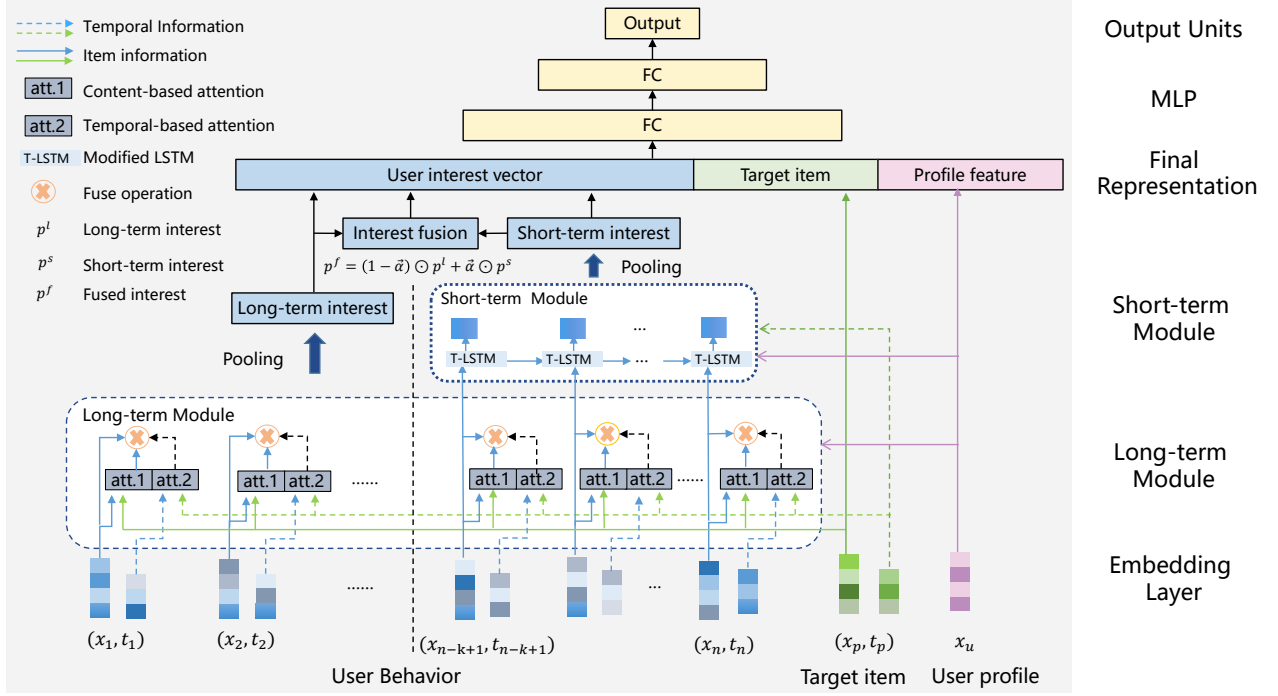 Temporal Information
Item information
att.1 Content-based attention
att.2 Temporal-based attention
T-LSTM Modified LSTM
Fuse operation
p^l Long-term interest
p^s Short-term interest
p^f Fused interest
Output
FC
FC
User interest vector Target item Profile feature
Interest fusion Short-term interest
p^f = (1 − α⃗) ⊙ p^l + α⃗ ⊙ p^s
Pooling
Long-term interest
Pooling
Short-term Module
...
T-LSTM T-LSTM ... T-LSTM
Long-term Module
att.1 att.2 att.1 att.2 ...... att.1 att.2 att.1 att.2 ...... att.1 att.2
...... ...
(x_1, t_1) (x_2, t_2) (x_{n-k+1}, t_{n-k+1}) (x_n, t_n) (x_p, t_p) x_u
User Behavior Target item User profile
Output Units
MLP
Final
Representation
Short-term
Module
Long-term
Module
Embedding
Layer